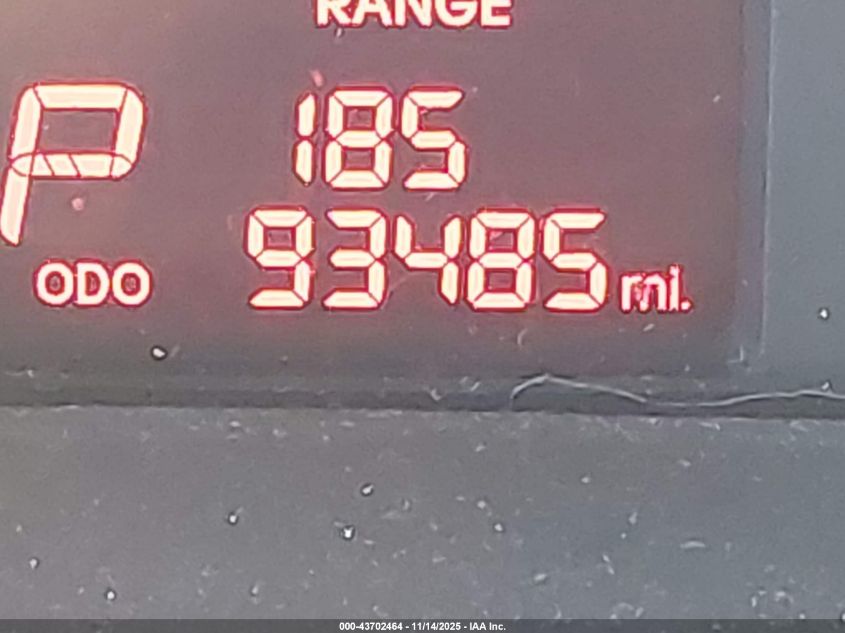 RANGE
P 185
ODO 93485 mi.
000-43702464 - 11/14/2025 - IAA Inc.